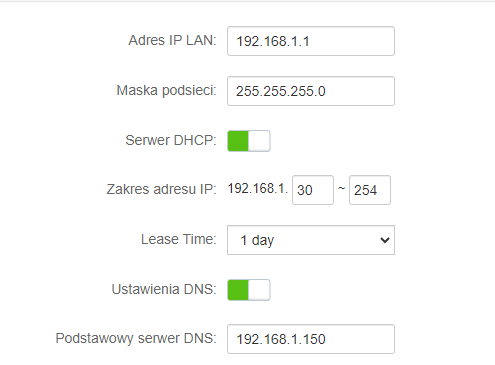 Adres IP LAN: 192.168.1.1
Maska podsieci: 255.255.255.0
Serwer DHCP:
Zakres adresu IP: 192.168.1. 30 ~ 254
Lease Time: 1 day
Ustawienia DNS:
Podstawowy serwer DNS: 192.168.1.150